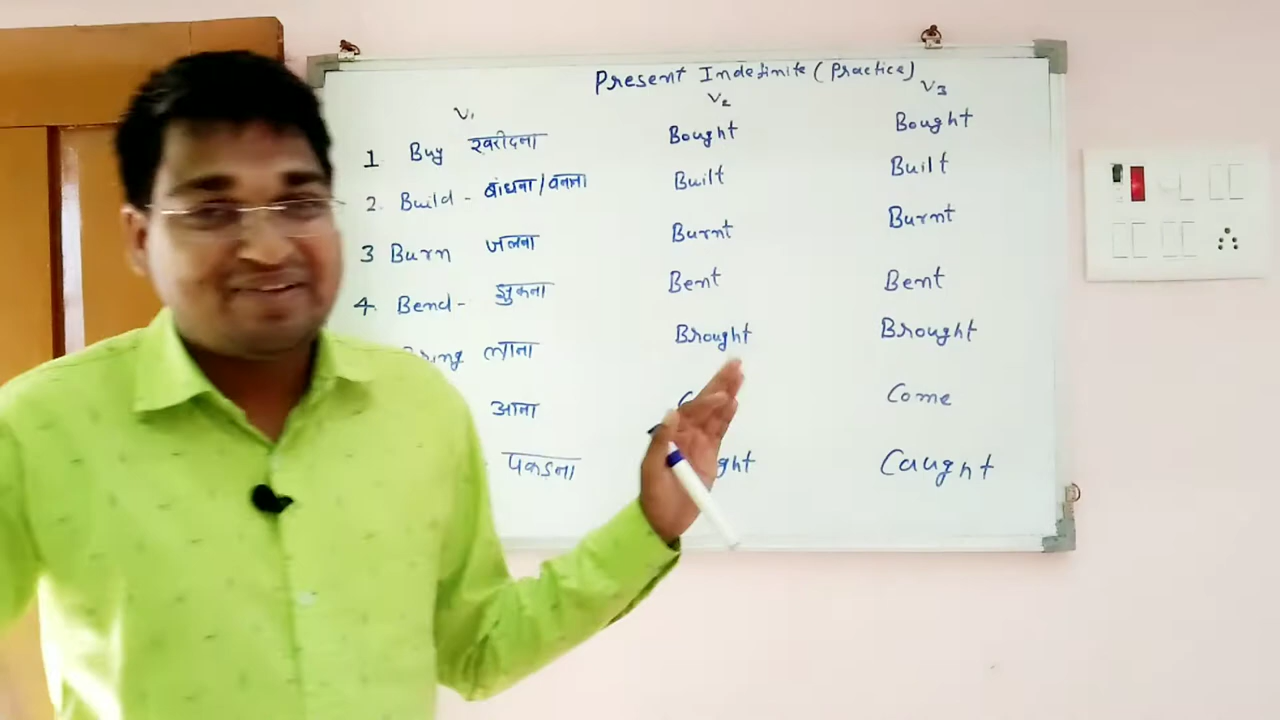 Present Indefinite (Practice)
V₁ V₂ V₃
1 Buy खरीदना Bought Bought
2. Build - बांधना/बनाना Built Built
3 Burn जलना Burnt Burnt
4. Bend - झुकना Bent Bent
लाना Brought Brought
आना Come
पकडना Caught